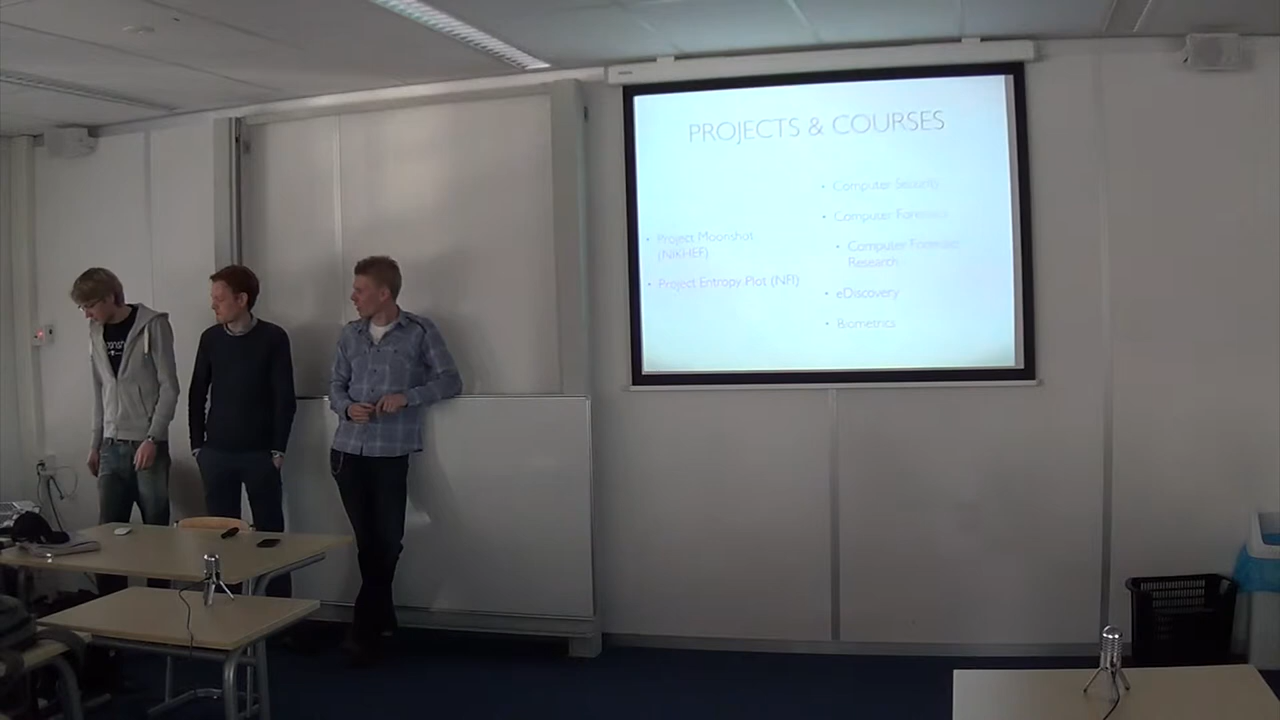 PROJECTS & COURSES
• Project Moonshot
(NIKHEF)
• Project Entropy Plot (NFI)
• Computer Security
• Computer Forensics
• Computer Forensic
Research
• eDiscovery
• Biometrics